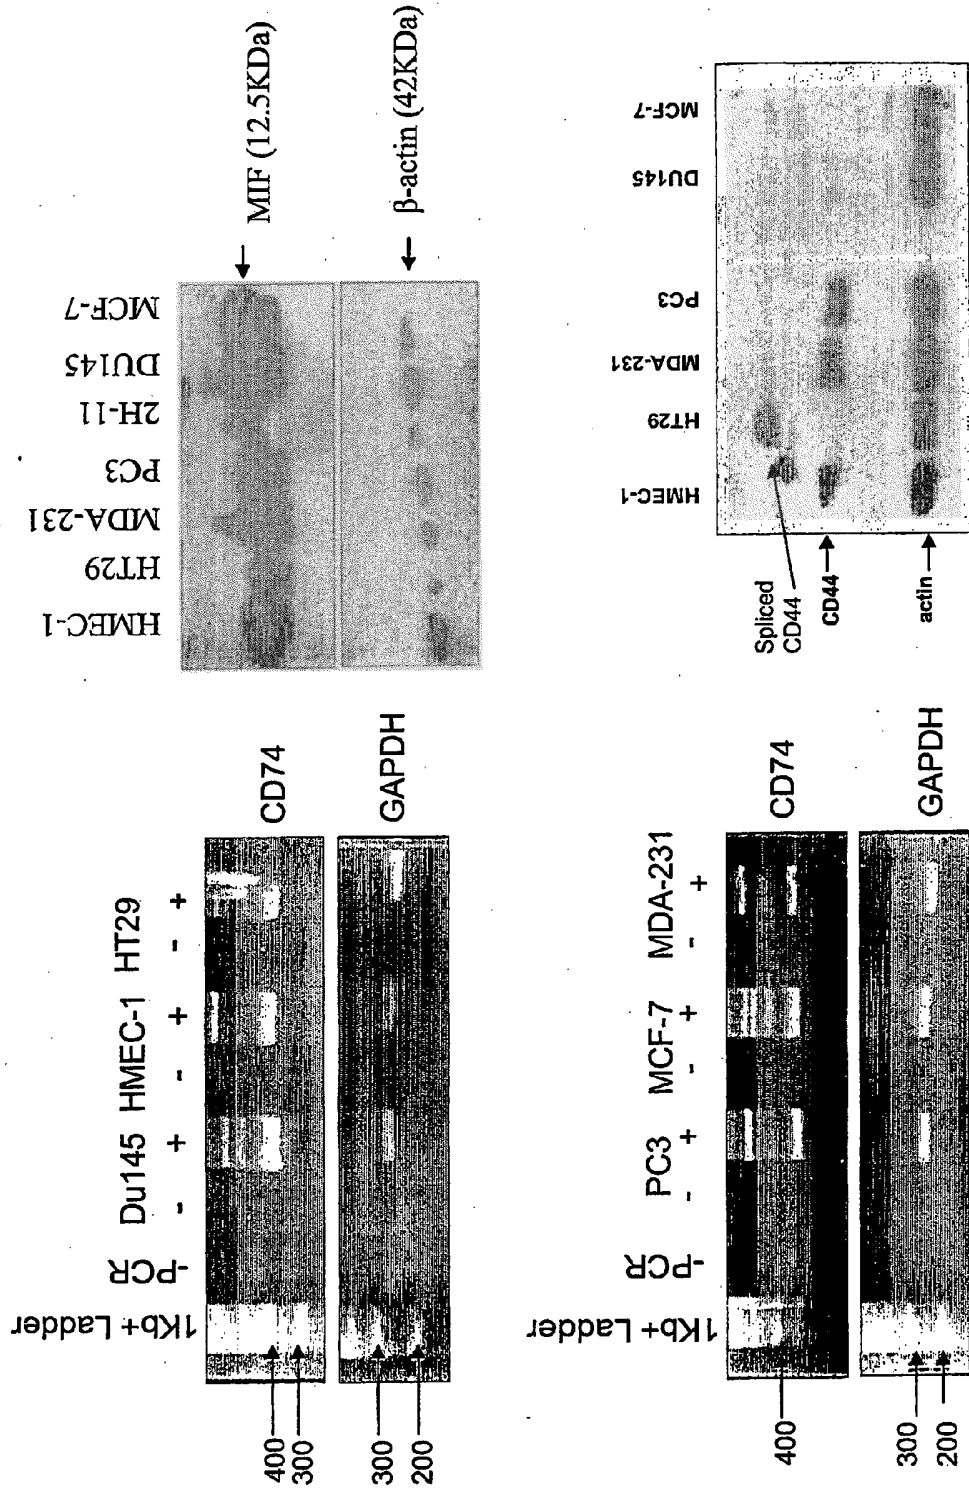 1Kb+ Ladder
-PCR
Du145 HMEC-1 HT29
- + - + - +
400
300
CD74
300
200
GAPDH
1Kb+ Ladder
-PCR
PC3 MCF-7 MDA-231
- + - + - +
400
CD74
300
200
GAPDH
HMEC-1
HT29
MDA-231
PC3
2H-11
DU145
MCF-7
MIF (12.5KDa)
β-actin (42KDa)
HMEC-1
HT29
MDA-231
PC3
DU145
MCF-7
Spliced
CD44
CD44
actin